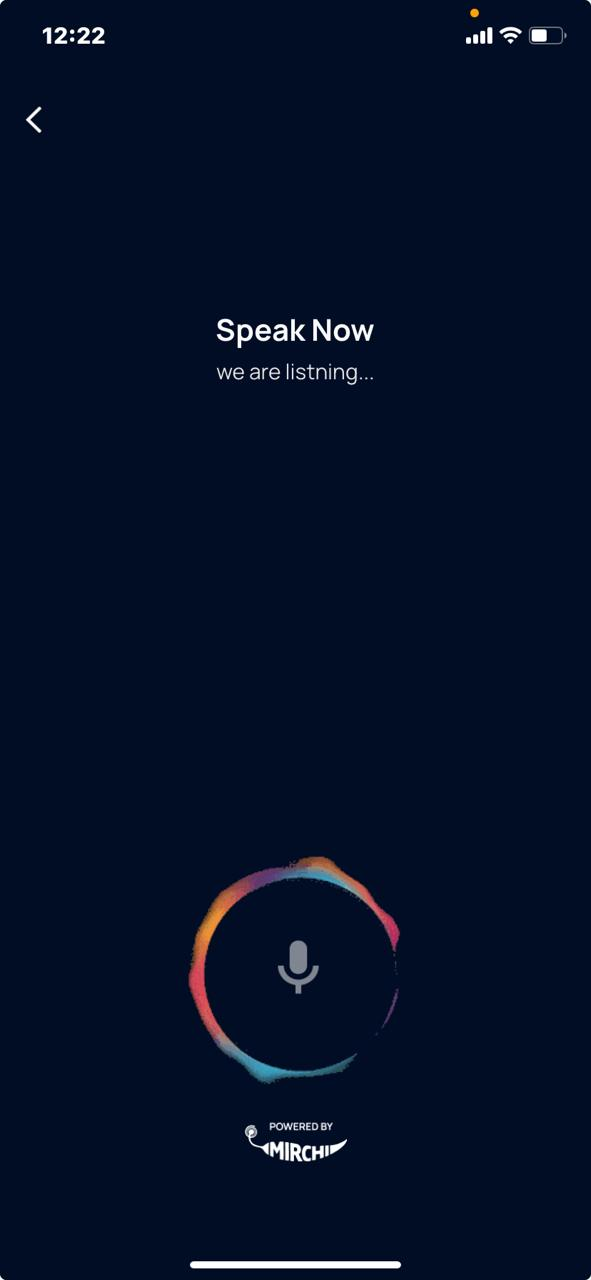 12:22
Speak Now
we are listning...
POWERED BY
MIRCHI